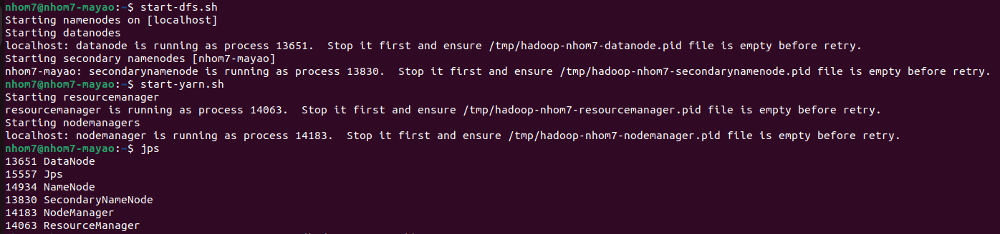 nhom7@nhom7-mayao:~$ start-dfs.sh
Starting namenodes on [localhost]
Starting datanodes
localhost: datanode is running as process 13651.  Stop it first and ensure /tmp/hadoop-nhom7-datanode.pid file is empty before retry.
Starting secondary namenodes [nhom7-mayao]
nhom7-mayao: secondarynamenode is running as process 13830.  Stop it first and ensure /tmp/hadoop-nhom7-secondarynamenode.pid file is empty before retry.
nhom7@nhom7-mayao:~$ start-yarn.sh
Starting resourcemanager
resourcemanager is running as process 14063.  Stop it first and ensure /tmp/hadoop-nhom7-resourcemanager.pid file is empty before retry.
Starting nodemanagers
localhost: nodemanager is running as process 14183.  Stop it first and ensure /tmp/hadoop-nhom7-nodemanager.pid file is empty before retry.
nhom7@nhom7-mayao:~$ jps
13651 DataNode
15557 Jps
14934 NameNode
13830 SecondaryNameNode
14183 NodeManager
14063 ResourceManager